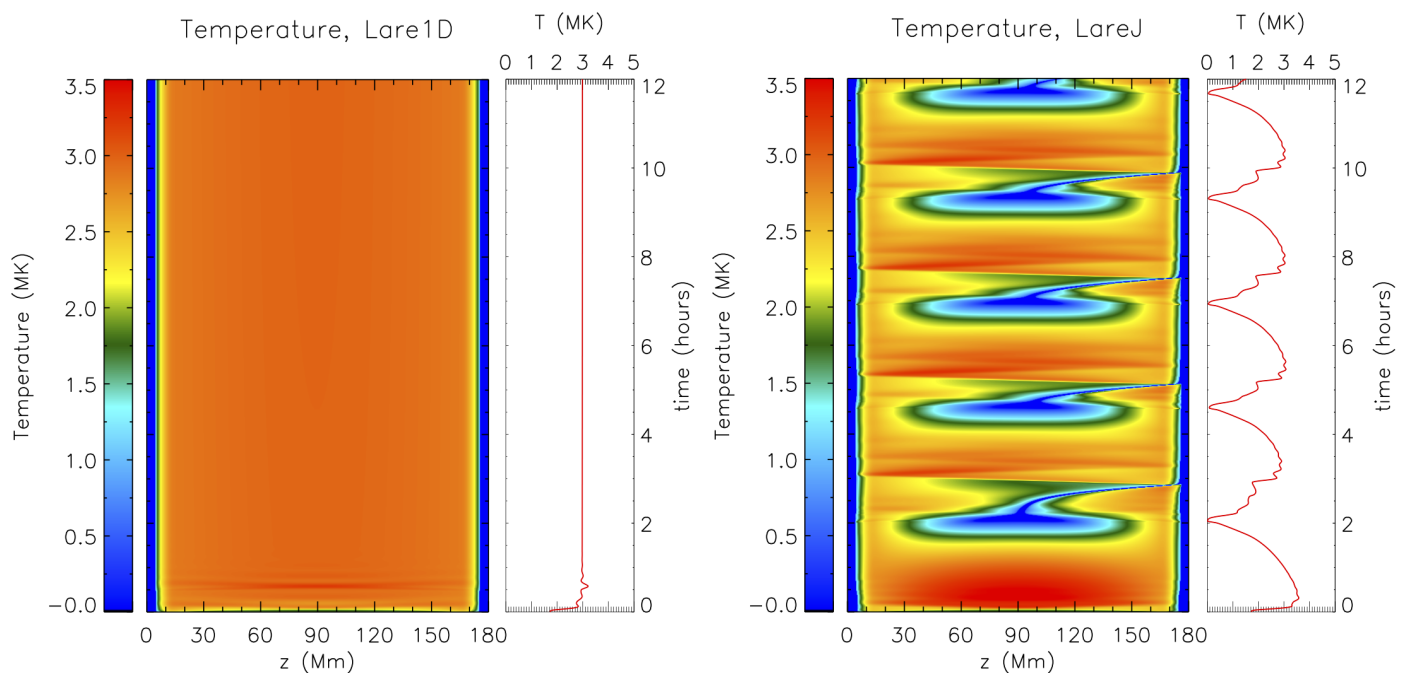 Temperature, Lare1D
T (MK)
0 1 2 3 4 5
3.5
3.0
2.5
2.0
1.5
1.0
0.5
−0.0
Temperature (MK)
0 30 60 90 120 150 180
z (Mm)
12
10
8
6
4
2
0
time (hours)
Temperature, LareJ
T (MK)
0 1 2 3 4 5
3.5
3.0
2.5
2.0
1.5
1.0
0.5
−0.0
Temperature (MK)
0 30 60 90 120 150 180
z (Mm)
12
10
8
6
4
2
0
time (hours)